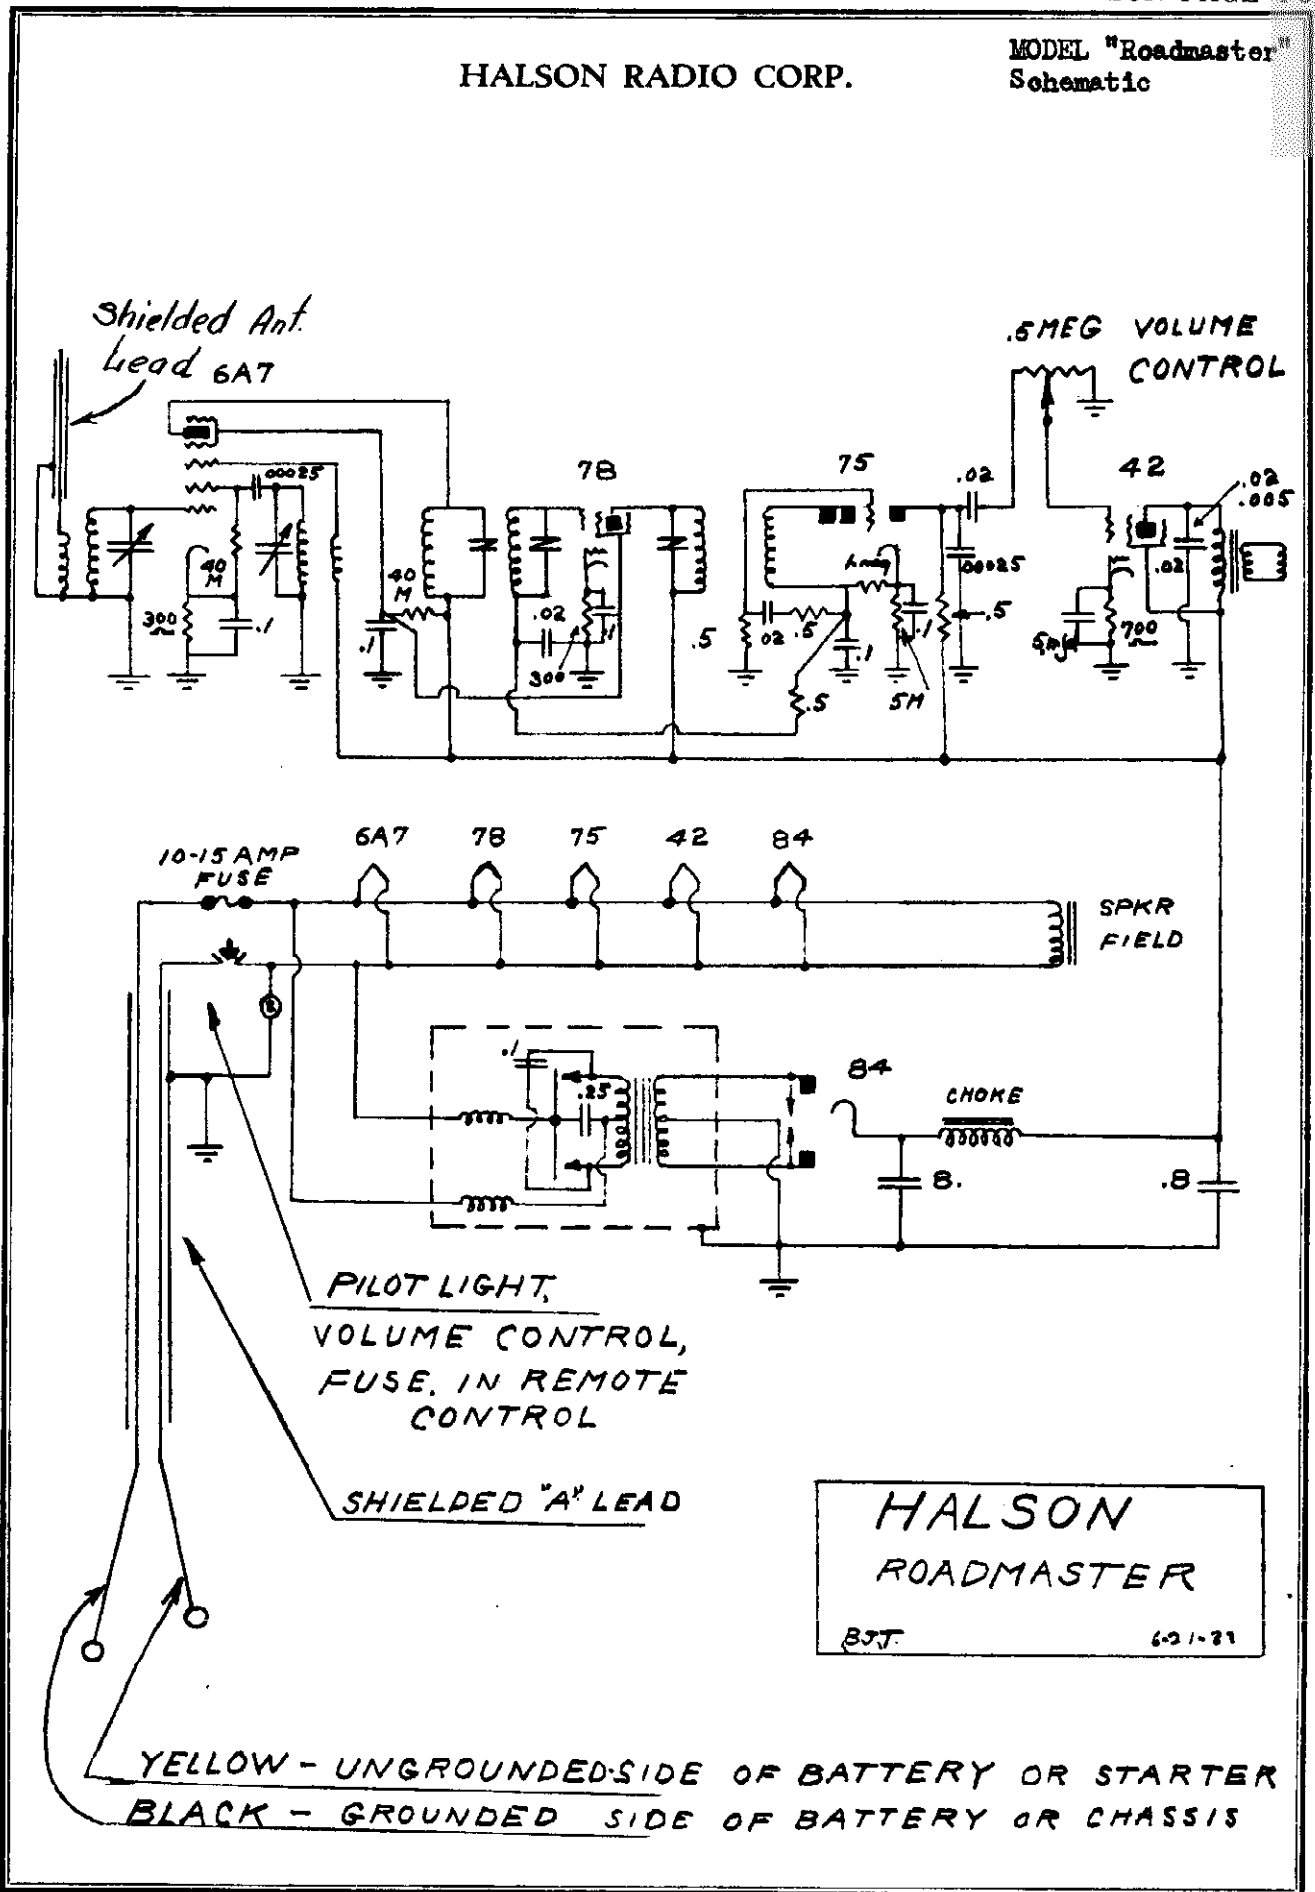 HALSON RADIO CORP.
MODEL "Roadmaster"
Schematic
Shielded Ant.
Lead
6A7
.00025
40
M
300
.1
40
M
.1
78
.02
300
.1
75
1 meg
.5
.02
.5
.1
.5
.1
5M
.02
.00025
.5
.5 MEG VOLUME
CONTROL
42
.02
.005
.02
700
10-15 AMP
FUSE
6A7
78
75
42
84
SPKR
FIELD
.1
.25
84
CHOKE
8.
.8
PILOT LIGHT,
VOLUME CONTROL,
FUSE. IN REMOTE
CONTROL
SHIELDED "A" LEAD
HALSON
ROADMASTER
YELLOW - UNGROUNDED·SIDE OF BATTERY OR STARTER
BLACK - GROUNDED SIDE OF BATTERY OR CHASSIS